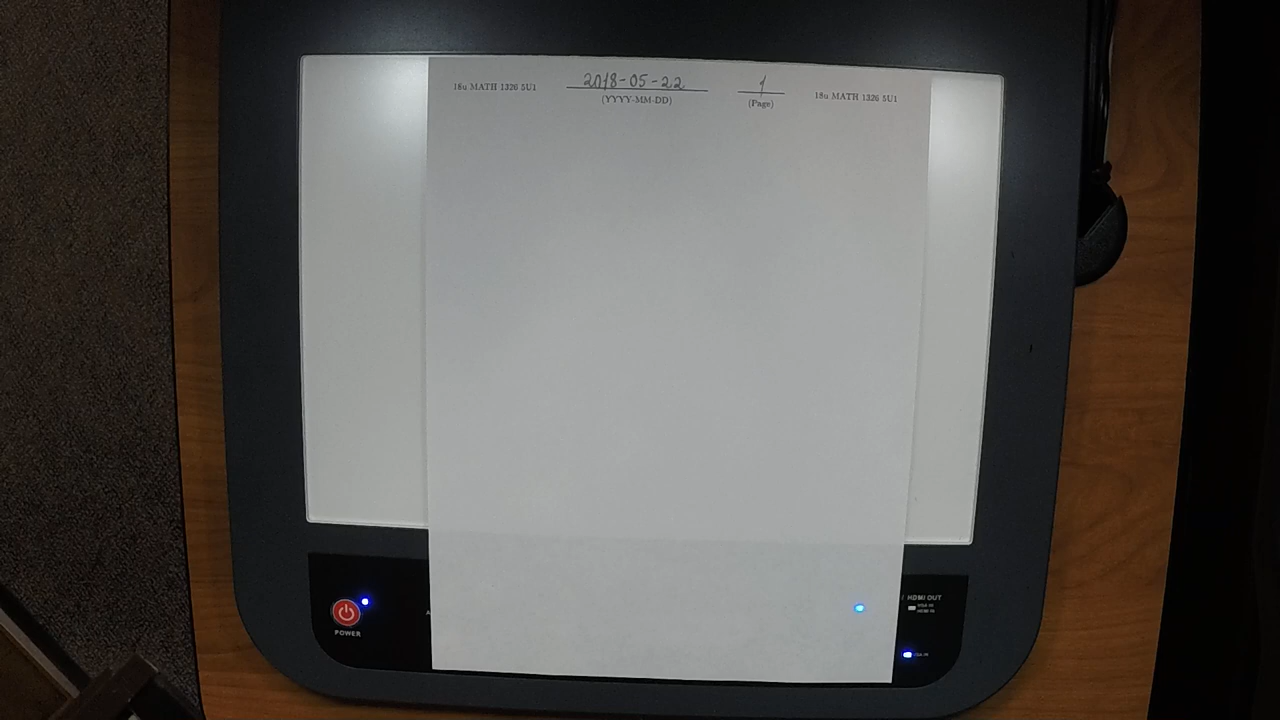 18u MATH 1326 5U1 2018-05-22 1 18u MATH 1326 5U1
(YYYY-MM-DD) (Page)
POWER
HDMI OUT